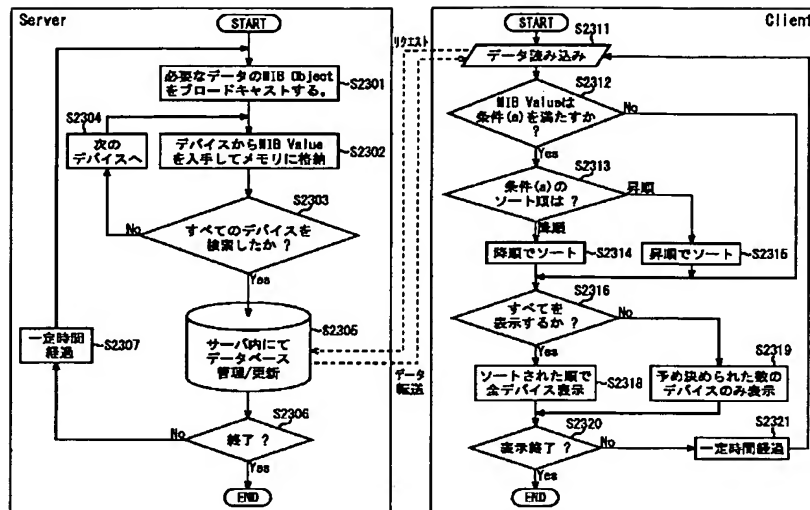 Server
START
必要なデータのMIB Object
をブロードキャストする。
S2301
S2304
次の
デバイスへ
デバイスからMIB Value
を入手してメモリに格納
S2302
S2303
すべてのデバイスを
検索したか ?
No
Yes
S2305
サーバ内にて
データベース
管理/更新
一定時間
経過
S2307
S2306
終了 ?
No
Yes
END
リクエスト
データ
転送
Client
START
S2311
データ読み込み
S2312
MIB Valueは
条件(a)を満たすか
?
No
Yes
S2313
条件(a)の
ソート順は ?
昇順
降順
降順でソート
S2314
昇順でソート
S2315
S2316
すべてを
表示するか ?
No
Yes
S2319
ソートされた順で
全デバイス表示
S2318
予め決められた数の
デバイスのみ表示
S2320
表示終了 ?
No
S2321
一定時間経過
Yes
END